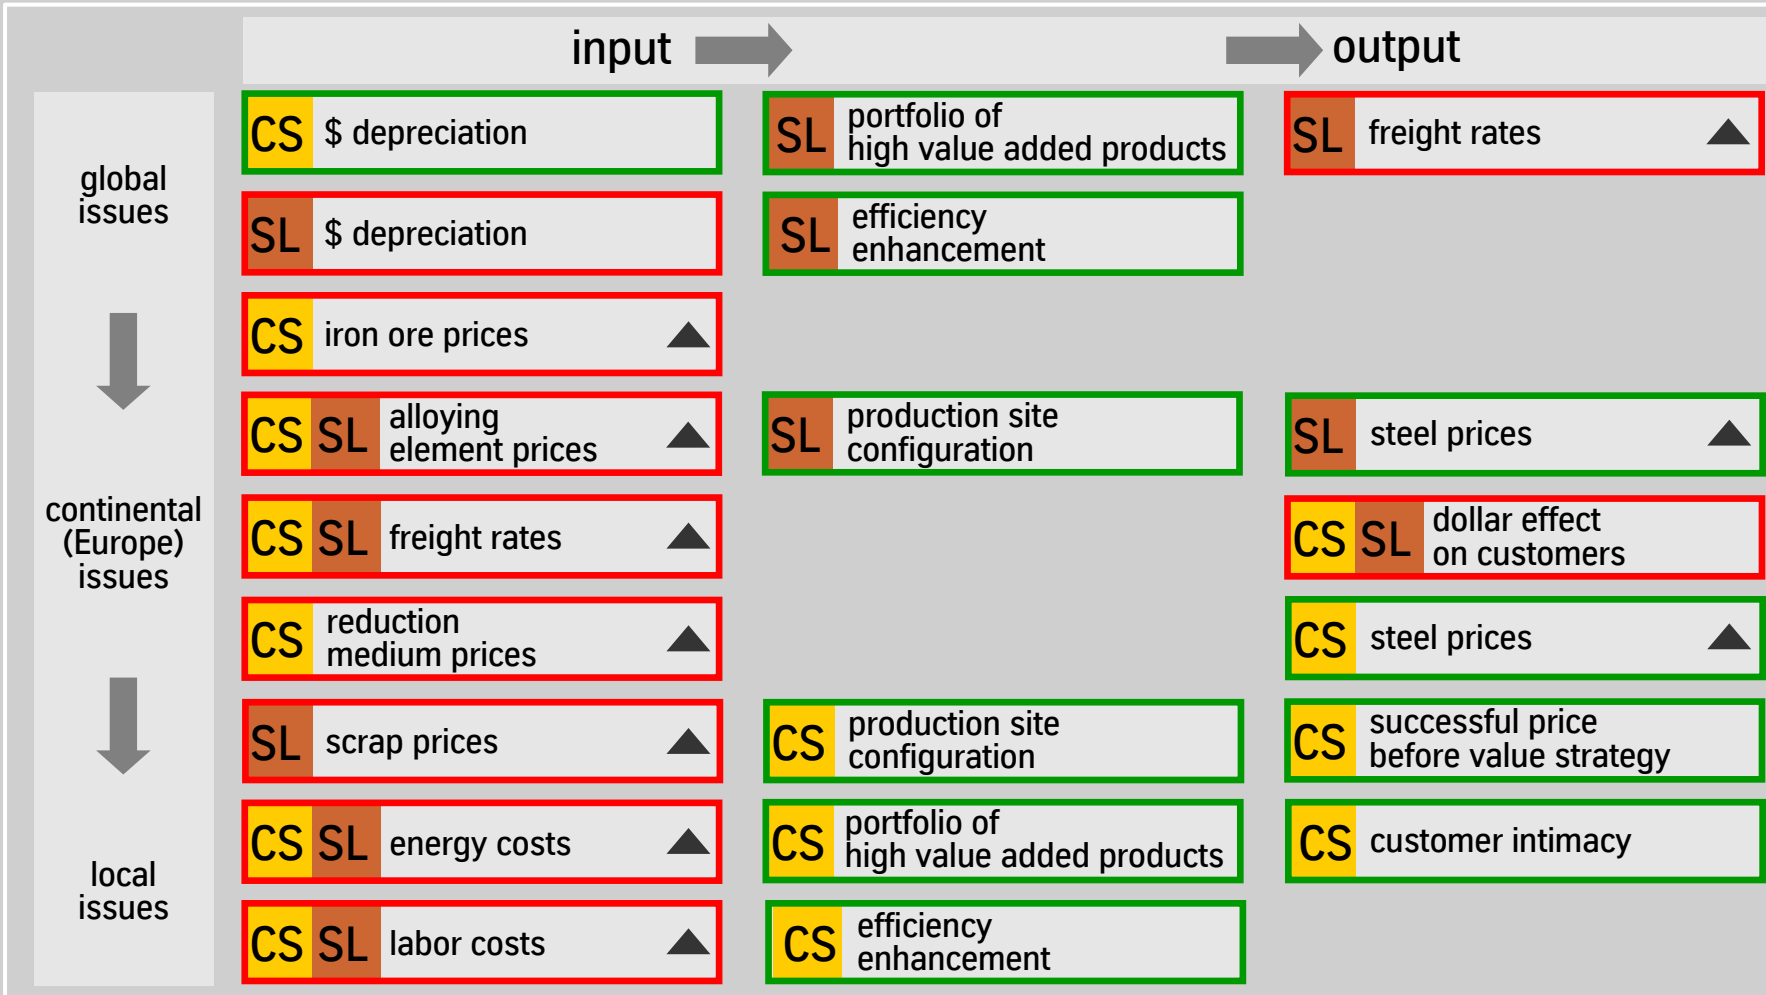 input
output
global
issues
continental
(Europe)
issues
local
issues
CS $ depreciation
SL portfolio of
high value added products
SL freight rates
SL $ depreciation
SL efficiency
enhancement
CS iron ore prices
CS SL alloying
element prices
SL production site
configuration
SL steel prices
CS SL freight rates
CS SL dollar effect
on customers
CS reduction
medium prices
CS steel prices
SL scrap prices
CS production site
configuration
CS successful price
before value strategy
CS SL energy costs
CS portfolio of
high value added products
CS customer intimacy
CS SL labor costs
CS efficiency
enhancement